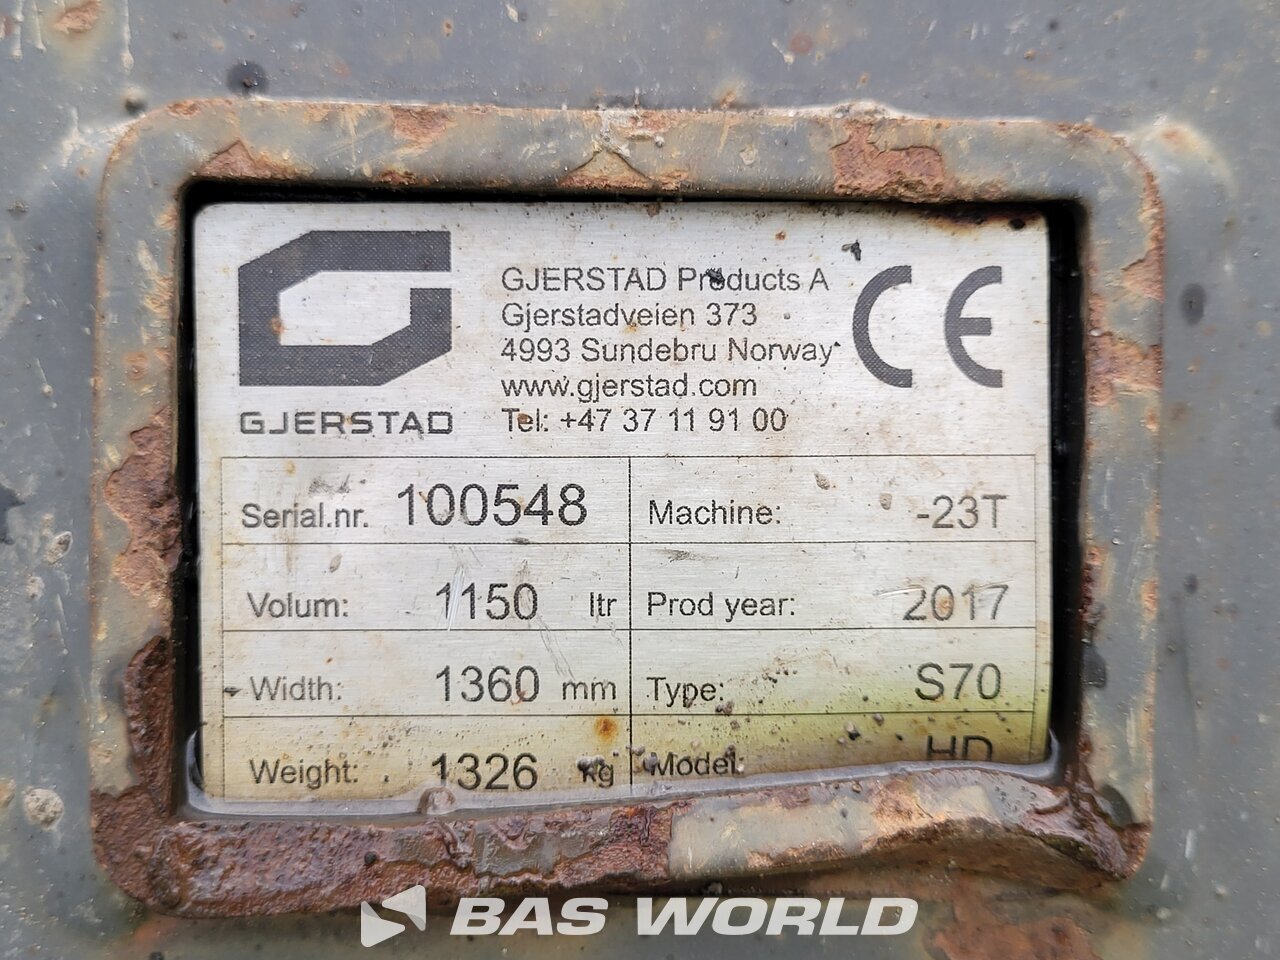 GJERSTAD Products A
Gjerstadveien 373
4993 Sundebru Norway
www.gjerstad.com
Tel: +47 37 11 91 00
CE
GJERSTAD
Serial.nr. 100548 Machine: -23T
Volum: 1150 ltr Prod year: 2017
Width: 1360 mm Type: S70
Weight: 1326 kg Model: HD
BAS WORLD